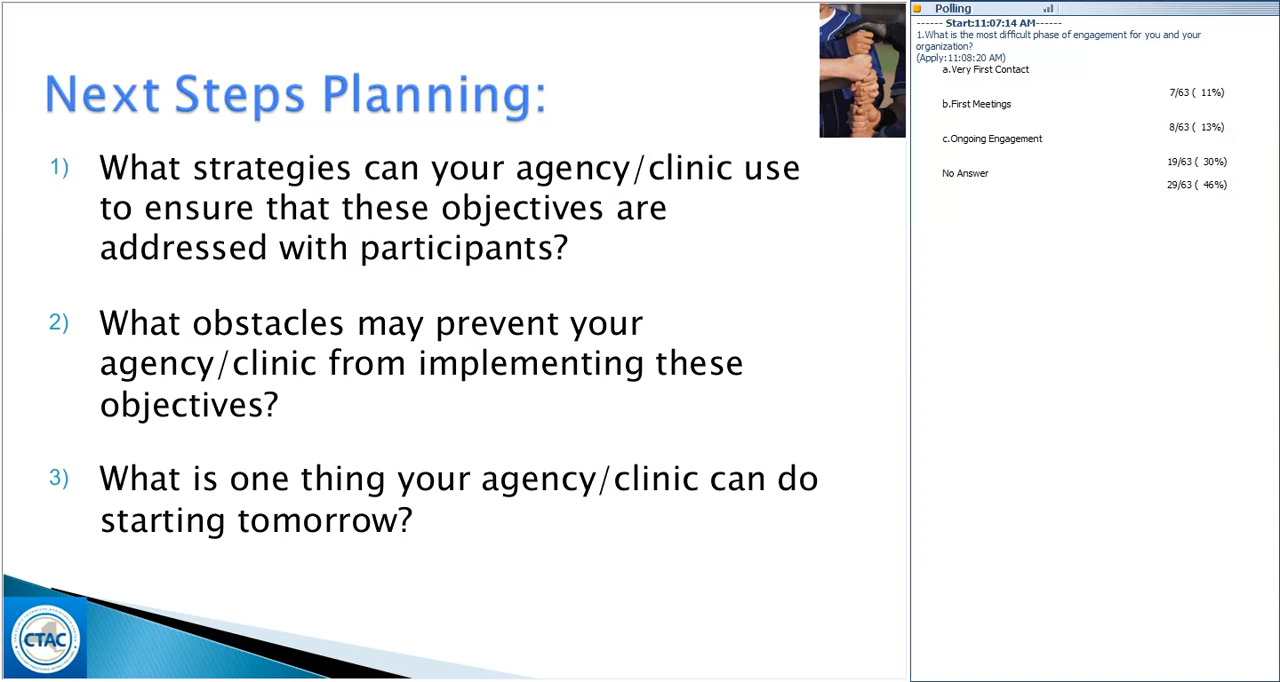 Next Steps Planning:
1) What strategies can your agency/clinic use
to ensure that these objectives are
addressed with participants?
2) What obstacles may prevent your
agency/clinic from implementing these
objectives?
3) What is one thing your agency/clinic can do
starting tomorrow?
CTAC
Polling
------ Start:11:07:14 AM------
1.What is the most difficult phase of engagement for you and your
organization?
(Apply:11:08:20 AM)
a.Very First Contact
7/63 ( 11%)
b.First Meetings
8/63 ( 13%)
c.Ongoing Engagement
19/63 ( 30%)
No Answer
29/63 ( 46%)